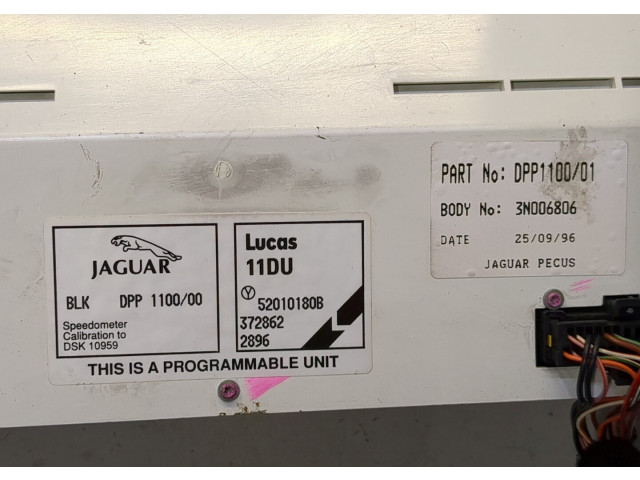 JAGUAR
BLK DPP 1100/00
Speedometer
Calibration to
DSK 10959
Lucas
11DU
Y 52010180B
372862
2896
THIS IS A PROGRAMMABLE UNIT
PART No: DPP1100/01
BODY No: 3N006806
DATE 25/09/96
JAGUAR PECUS